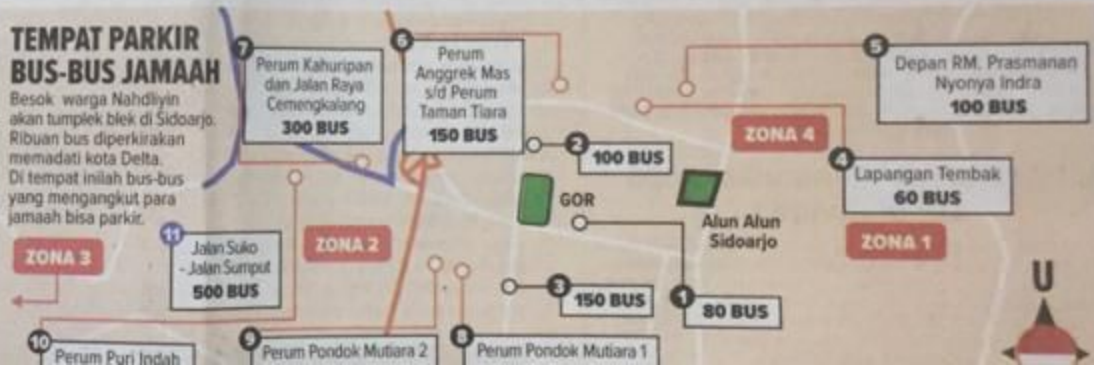 TEMPAT PARKIR
BUS-BUS JAMAAH
Besok warga Nahdliyin
akan tumplek blek di Sidoarjo.
Ribuan bus diperkirakan
memadati kota Delta.
Di tempat inilah bus-bus
yang mengangkut para
jamaah bisa parkir.
7
Perum Kahuripan
dan Jalan Raya
Cemengkalang
300 BUS
6
Perum
Anggrek Mas
s/d Perum
Taman Tiara
150 BUS
5
Depan RM. Prasmanan
Nyonya Indra
100 BUS
2
100 BUS
ZONA 4
4
Lapangan Tembak
60 BUS
GOR
Alun Alun
Sidoarjo
ZONA 1
11
Jalan Suko
- Jalan Sumput
500 BUS
ZONA 2
ZONA 3
3
150 BUS
1
80 BUS
U
10
Perum Puri Indah
9
Perum Pondok Mutiara 2
8
Perum Pondok Mutiara 1